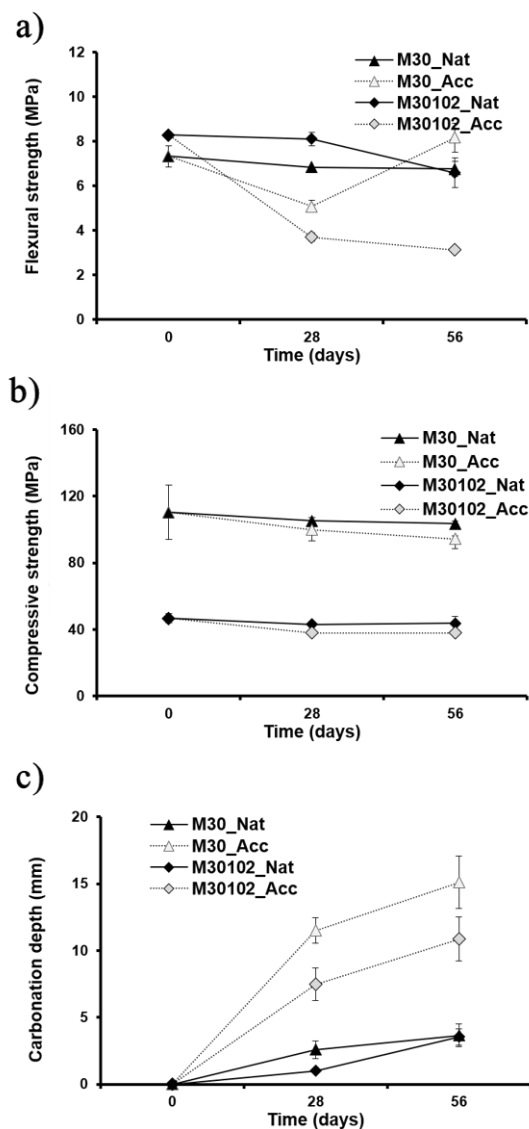 a)
Flexural strength (MPa)
12
10
8
6
4
2
0
M30_Nat
M30_Acc
M30102_Nat
M30102_Acc
0 28 56
Time (days)
b)
Compressive strength (MPa)
160
120
80
40
0
M30_Nat
M30_Acc
M30102_Nat
M30102_Acc
0 28 56
Time (days)
c)
Carbonation depth (mm)
20
15
10
5
0
M30_Nat
M30_Acc
M30102_Nat
M30102_Acc
0 28 56
Time (days)